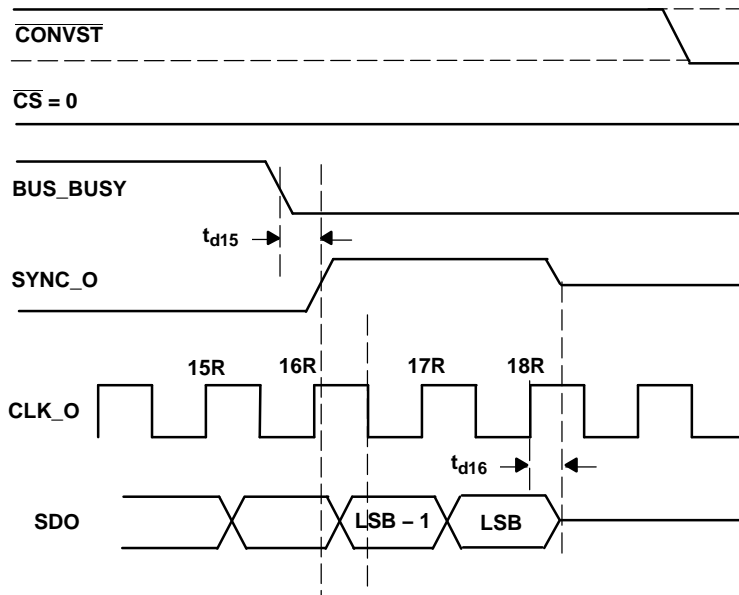 CONVST
CS = 0
BUS_BUSY
td15
SYNC_O
15R 16R 17R 18R
CLK_O
td16
SDO LSB – 1 LSB